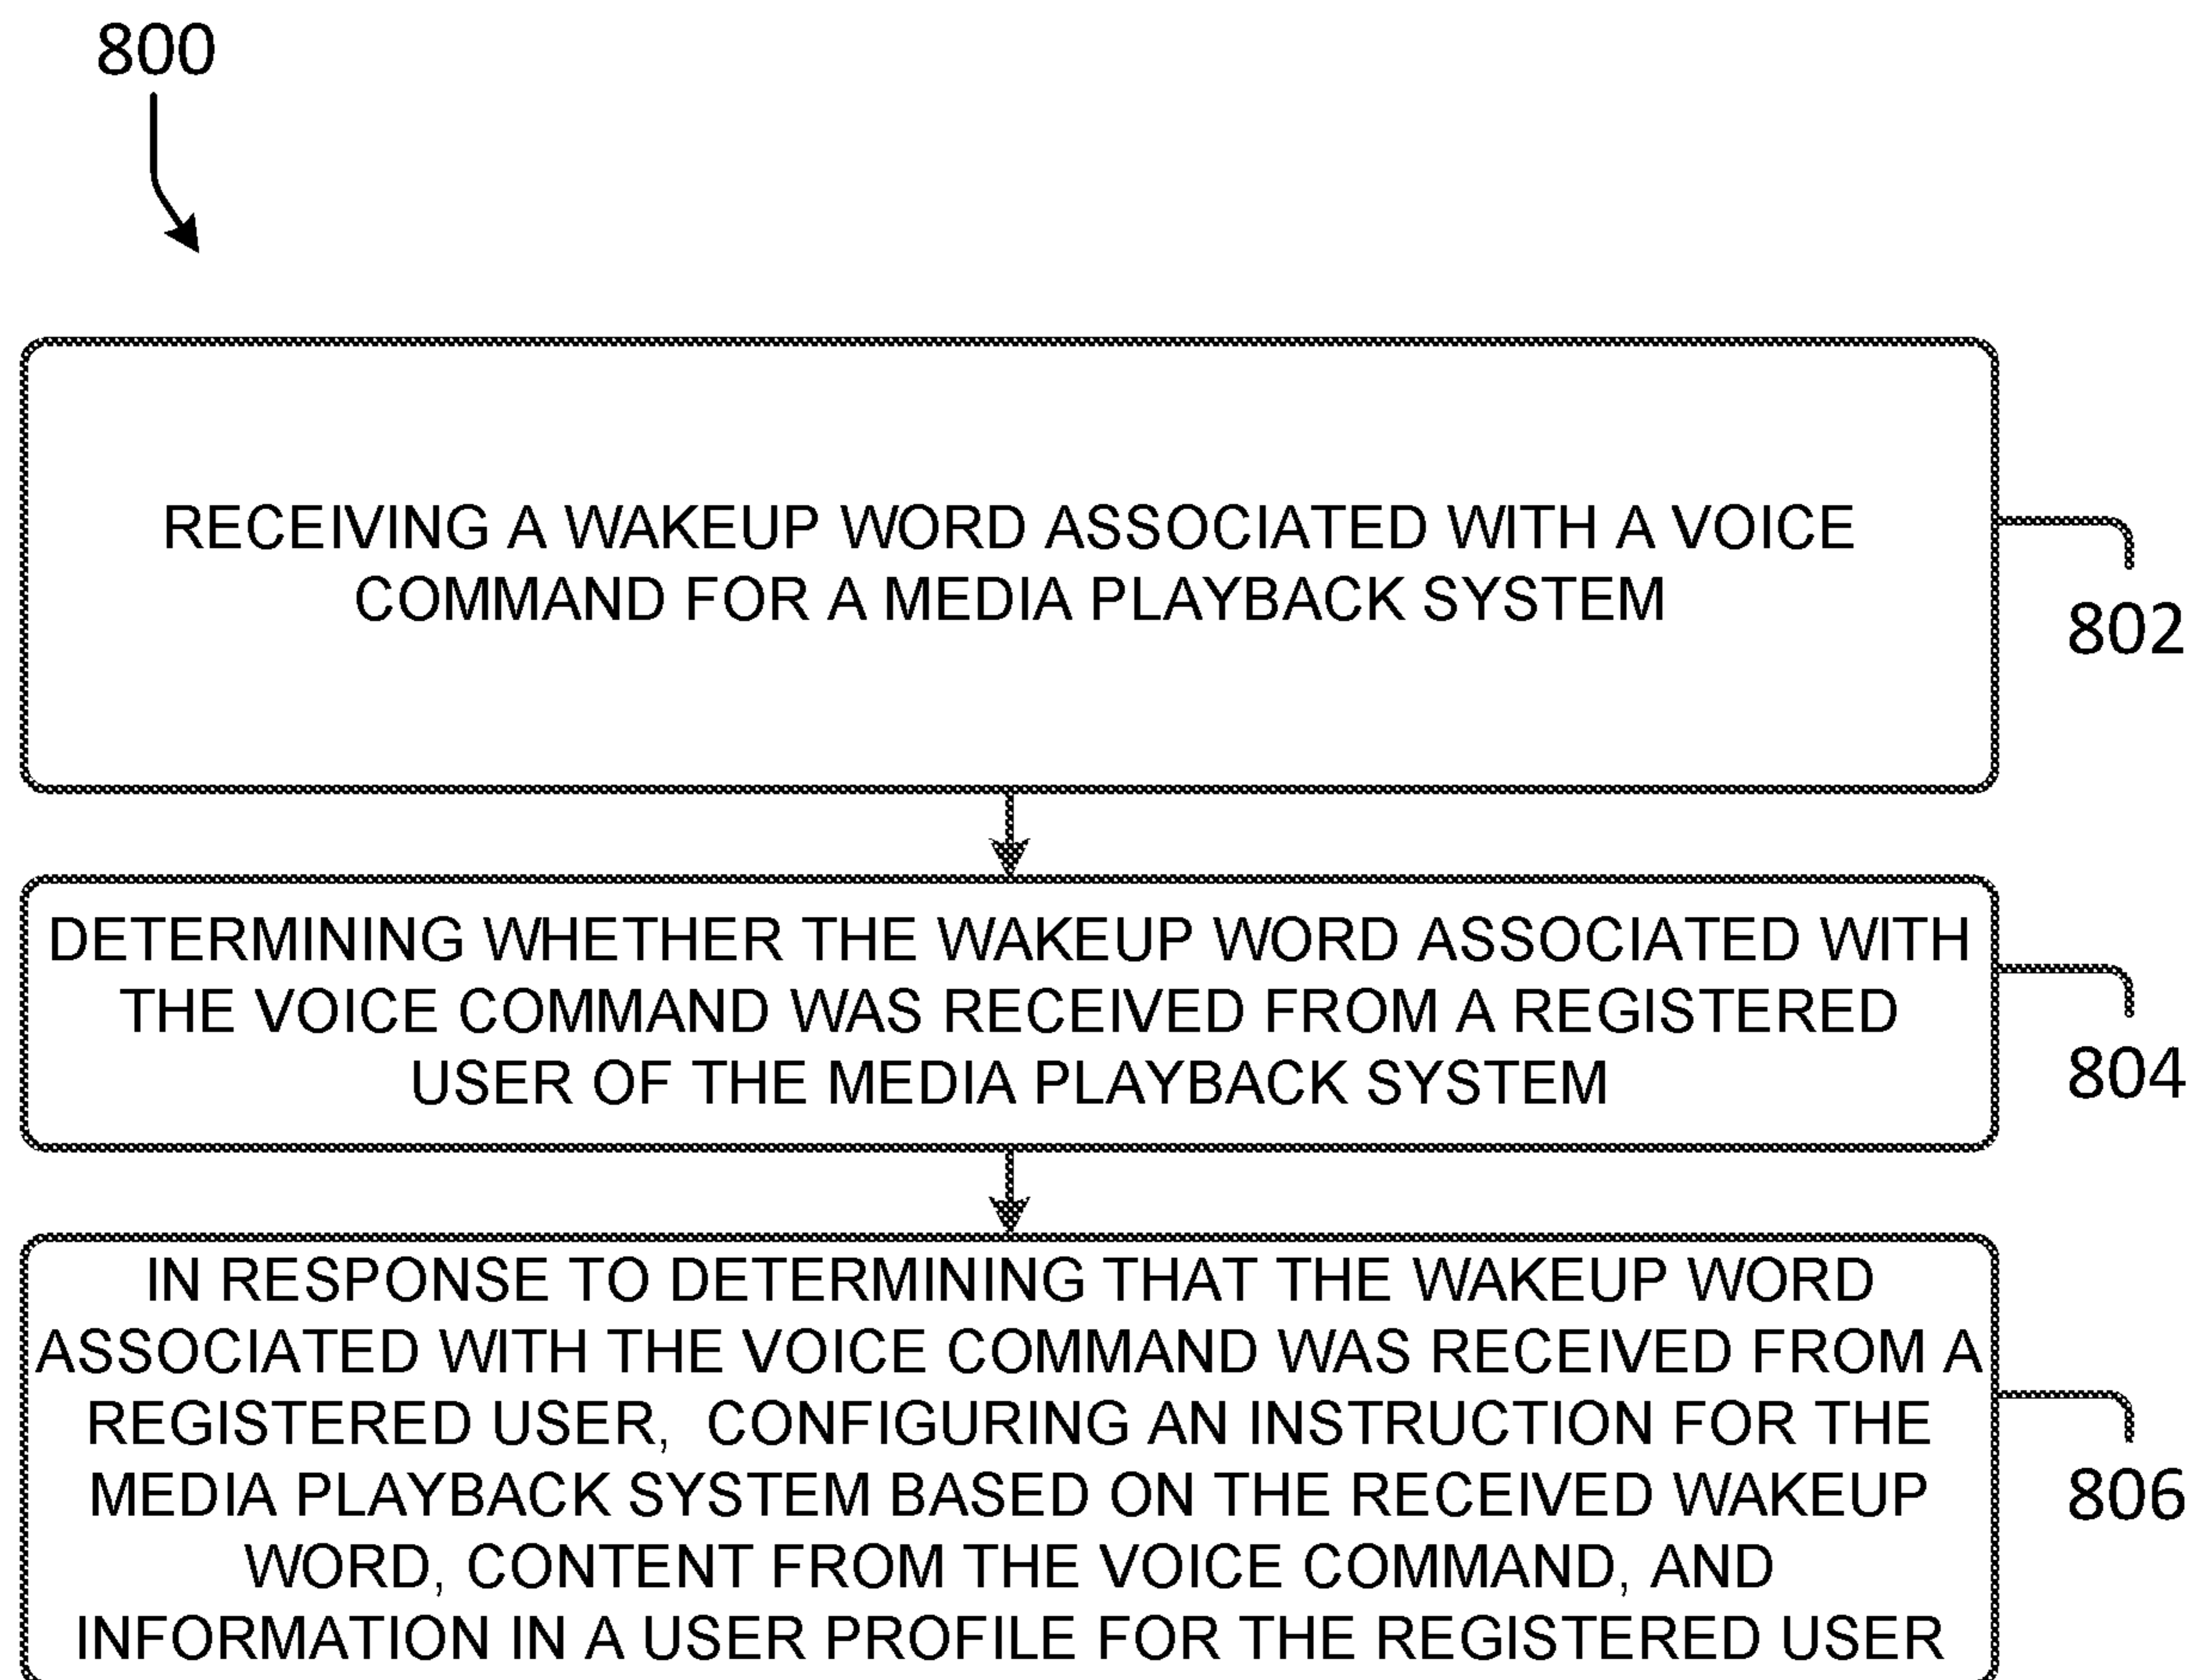 800
RECEIVING A WAKEUP WORD ASSOCIATED WITH A VOICE
COMMAND FOR A MEDIA PLAYBACK SYSTEM
802
DETERMINING WHETHER THE WAKEUP WORD ASSOCIATED WITH
THE VOICE COMMAND WAS RECEIVED FROM A REGISTERED
USER OF THE MEDIA PLAYBACK SYSTEM
804
IN RESPONSE TO DETERMINING THAT THE WAKEUP WORD
ASSOCIATED WITH THE VOICE COMMAND WAS RECEIVED FROM A
REGISTERED USER, CONFIGURING AN INSTRUCTION FOR THE
MEDIA PLAYBACK SYSTEM BASED ON THE RECEIVED WAKEUP
WORD, CONTENT FROM THE VOICE COMMAND, AND
INFORMATION IN A USER PROFILE FOR THE REGISTERED USER
806